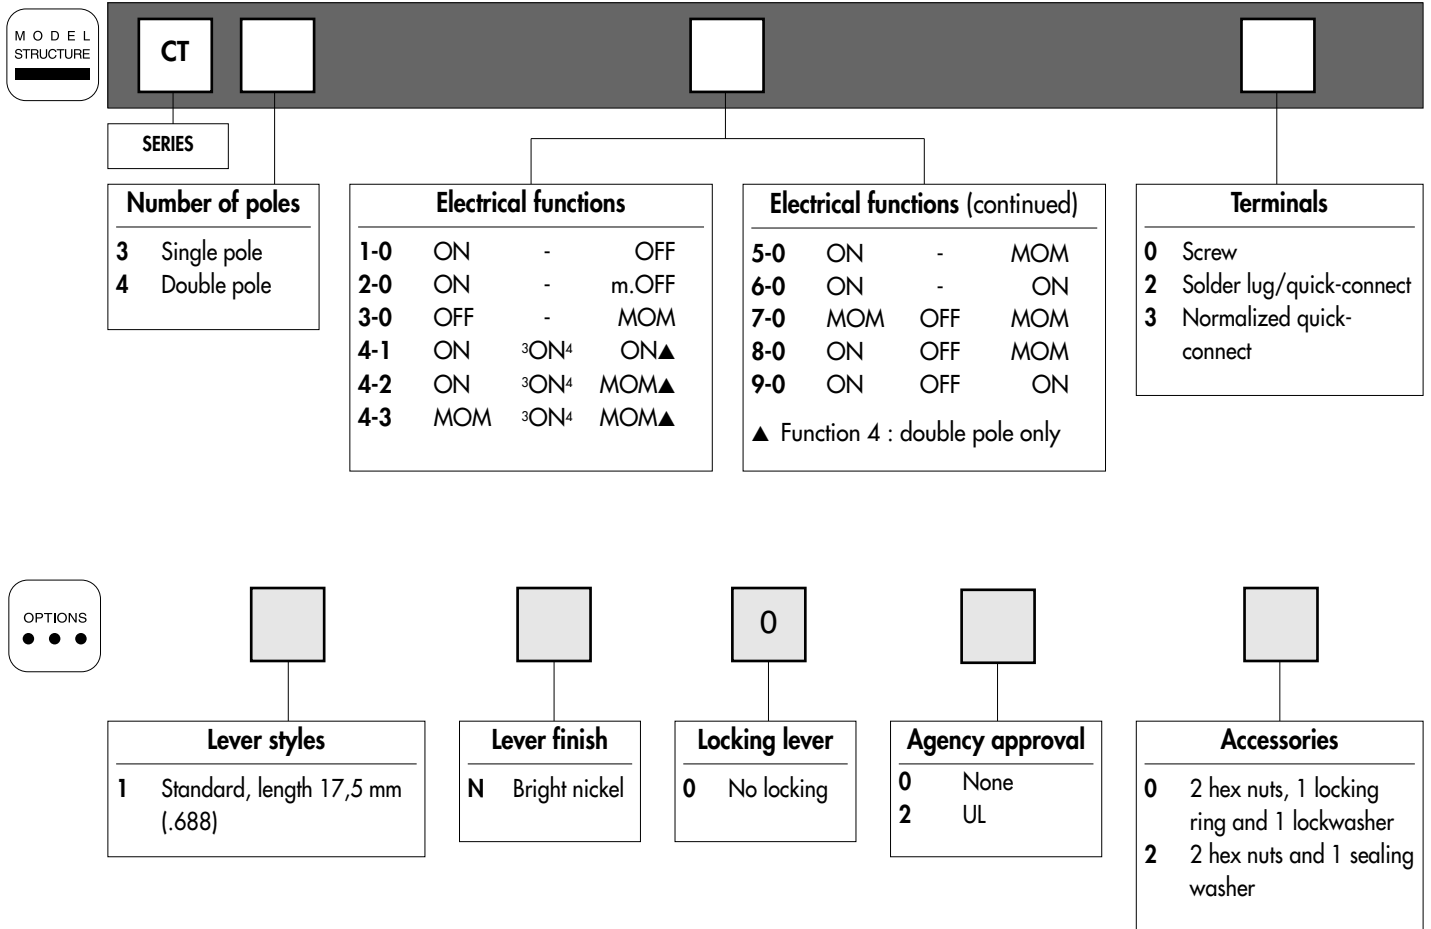 MODEL
STRUCTURE
CT
SERIES
Number of poles
3 Single pole
4 Double pole
Electrical functions
1-0 ON - OFF
2-0 ON - m.OFF
3-0 OFF - MOM
4-1 ON ³ON⁴ ON▲
4-2 ON ³ON⁴ MOM▲
4-3 MOM ³ON⁴ MOM▲
Electrical functions (continued)
5-0 ON - MOM
6-0 ON - ON
7-0 MOM OFF MOM
8-0 ON OFF MOM
9-0 ON OFF ON
▲ Function 4 : double pole only
Terminals
0 Screw
2 Solder lug/quick-connect
3 Normalized quick-
connect
OPTIONS
0
Lever styles
1 Standard, length 17,5 mm
(.688)
Lever finish
N Bright nickel
Locking lever
0 No locking
Agency approval
0 None
2 UL
Accessories
0 2 hex nuts, 1 locking
ring and 1 lockwasher
2 2 hex nuts and 1 sealing
washer